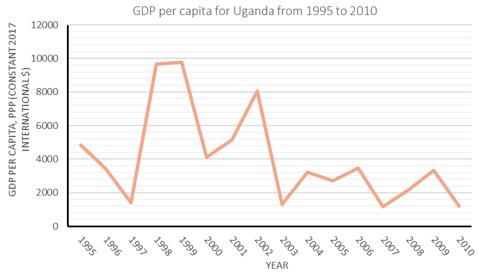 GDP per capita for Uganda from 1995 to 2010
GDP PER CAPITA, PPP (CONSTANT 2017
INTERNATIONAL $)
12000
10000
8000
6000
4000
2000
0
1995 1996 1997 1998 1999 2000 2001 2002 2003 2004 2005 2006 2007 2008 2009 2010
YEAR